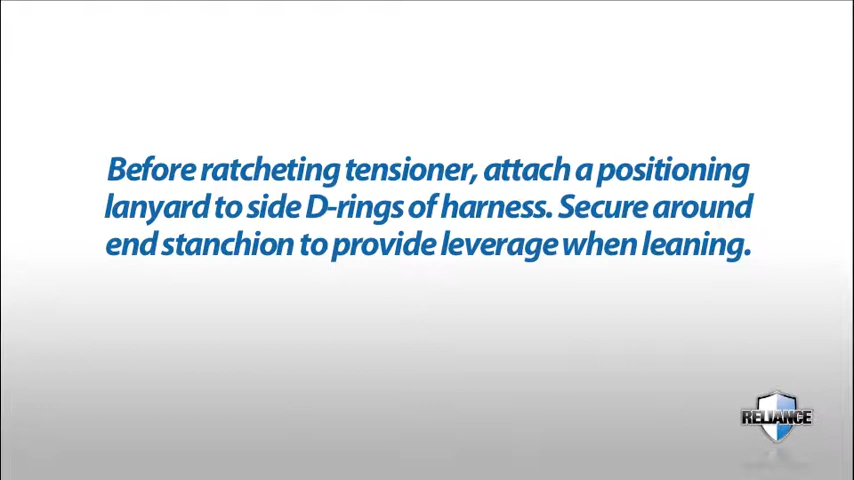 Before ratcheting tensioner, attach a positioning
lanyard to side D-rings of harness. Secure around
end stanchion to provide leverage when leaning.
RELIANCE